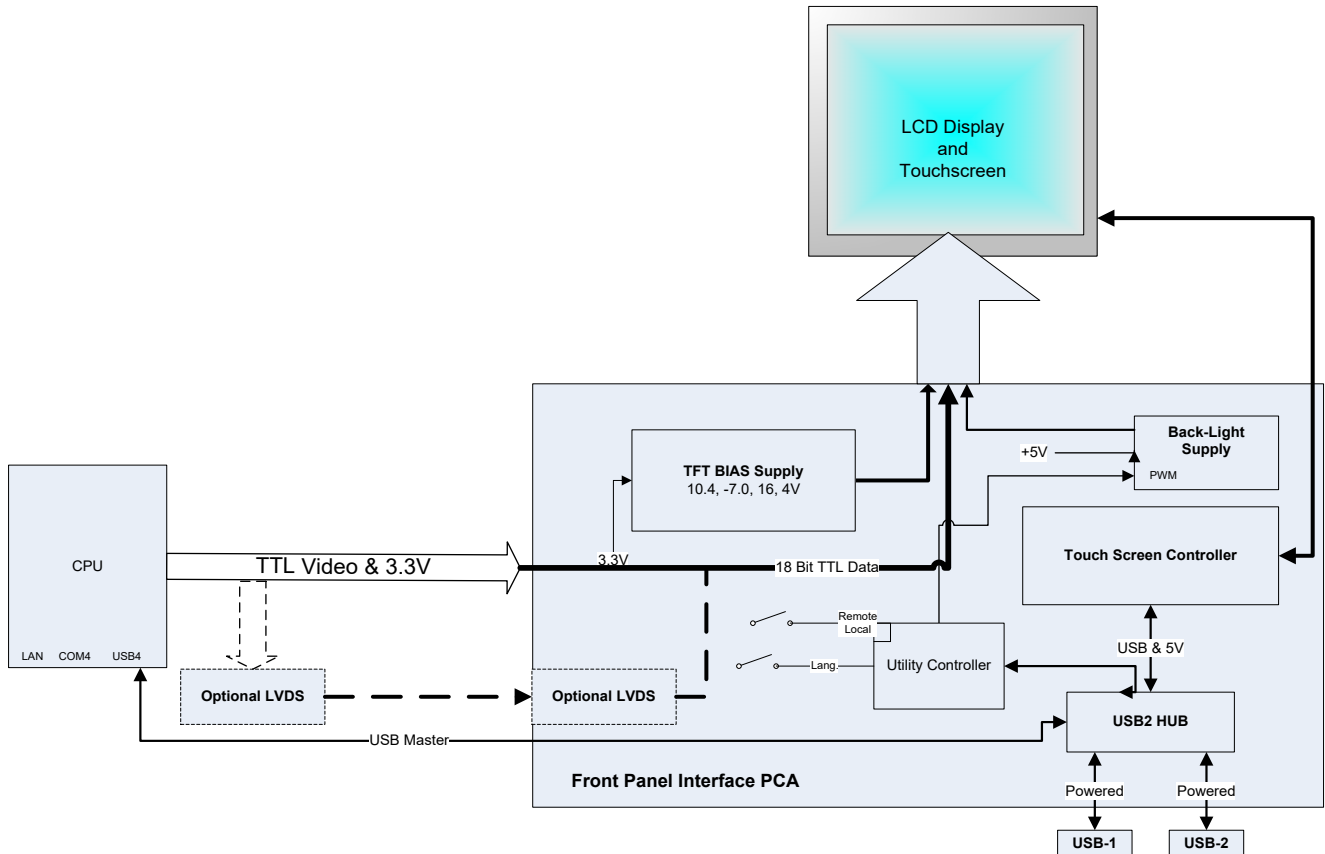 LCD Display
and
Touchscreen
Back-Light
Supply
+5V
PWM
TFT BIAS Supply
10.4, -7.0, 16, 4V
CPU
TTL Video & 3.3V
3.3V
18 Bit TTL Data
Touch Screen Controller
Remote
Local
USB & 5V
LAN COM4 USB4
Lang.
Utility Controller
Optional LVDS
Optional LVDS
USB2 HUB
USB Master
Front Panel Interface PCA
Powered
Powered
USB-1
USB-2